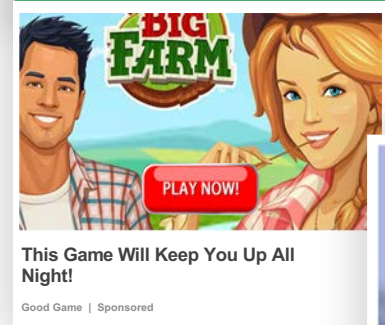 BIG
FARM
PLAY NOW!
This Game Will Keep You Up All
Night!
Good Game | Sponsored